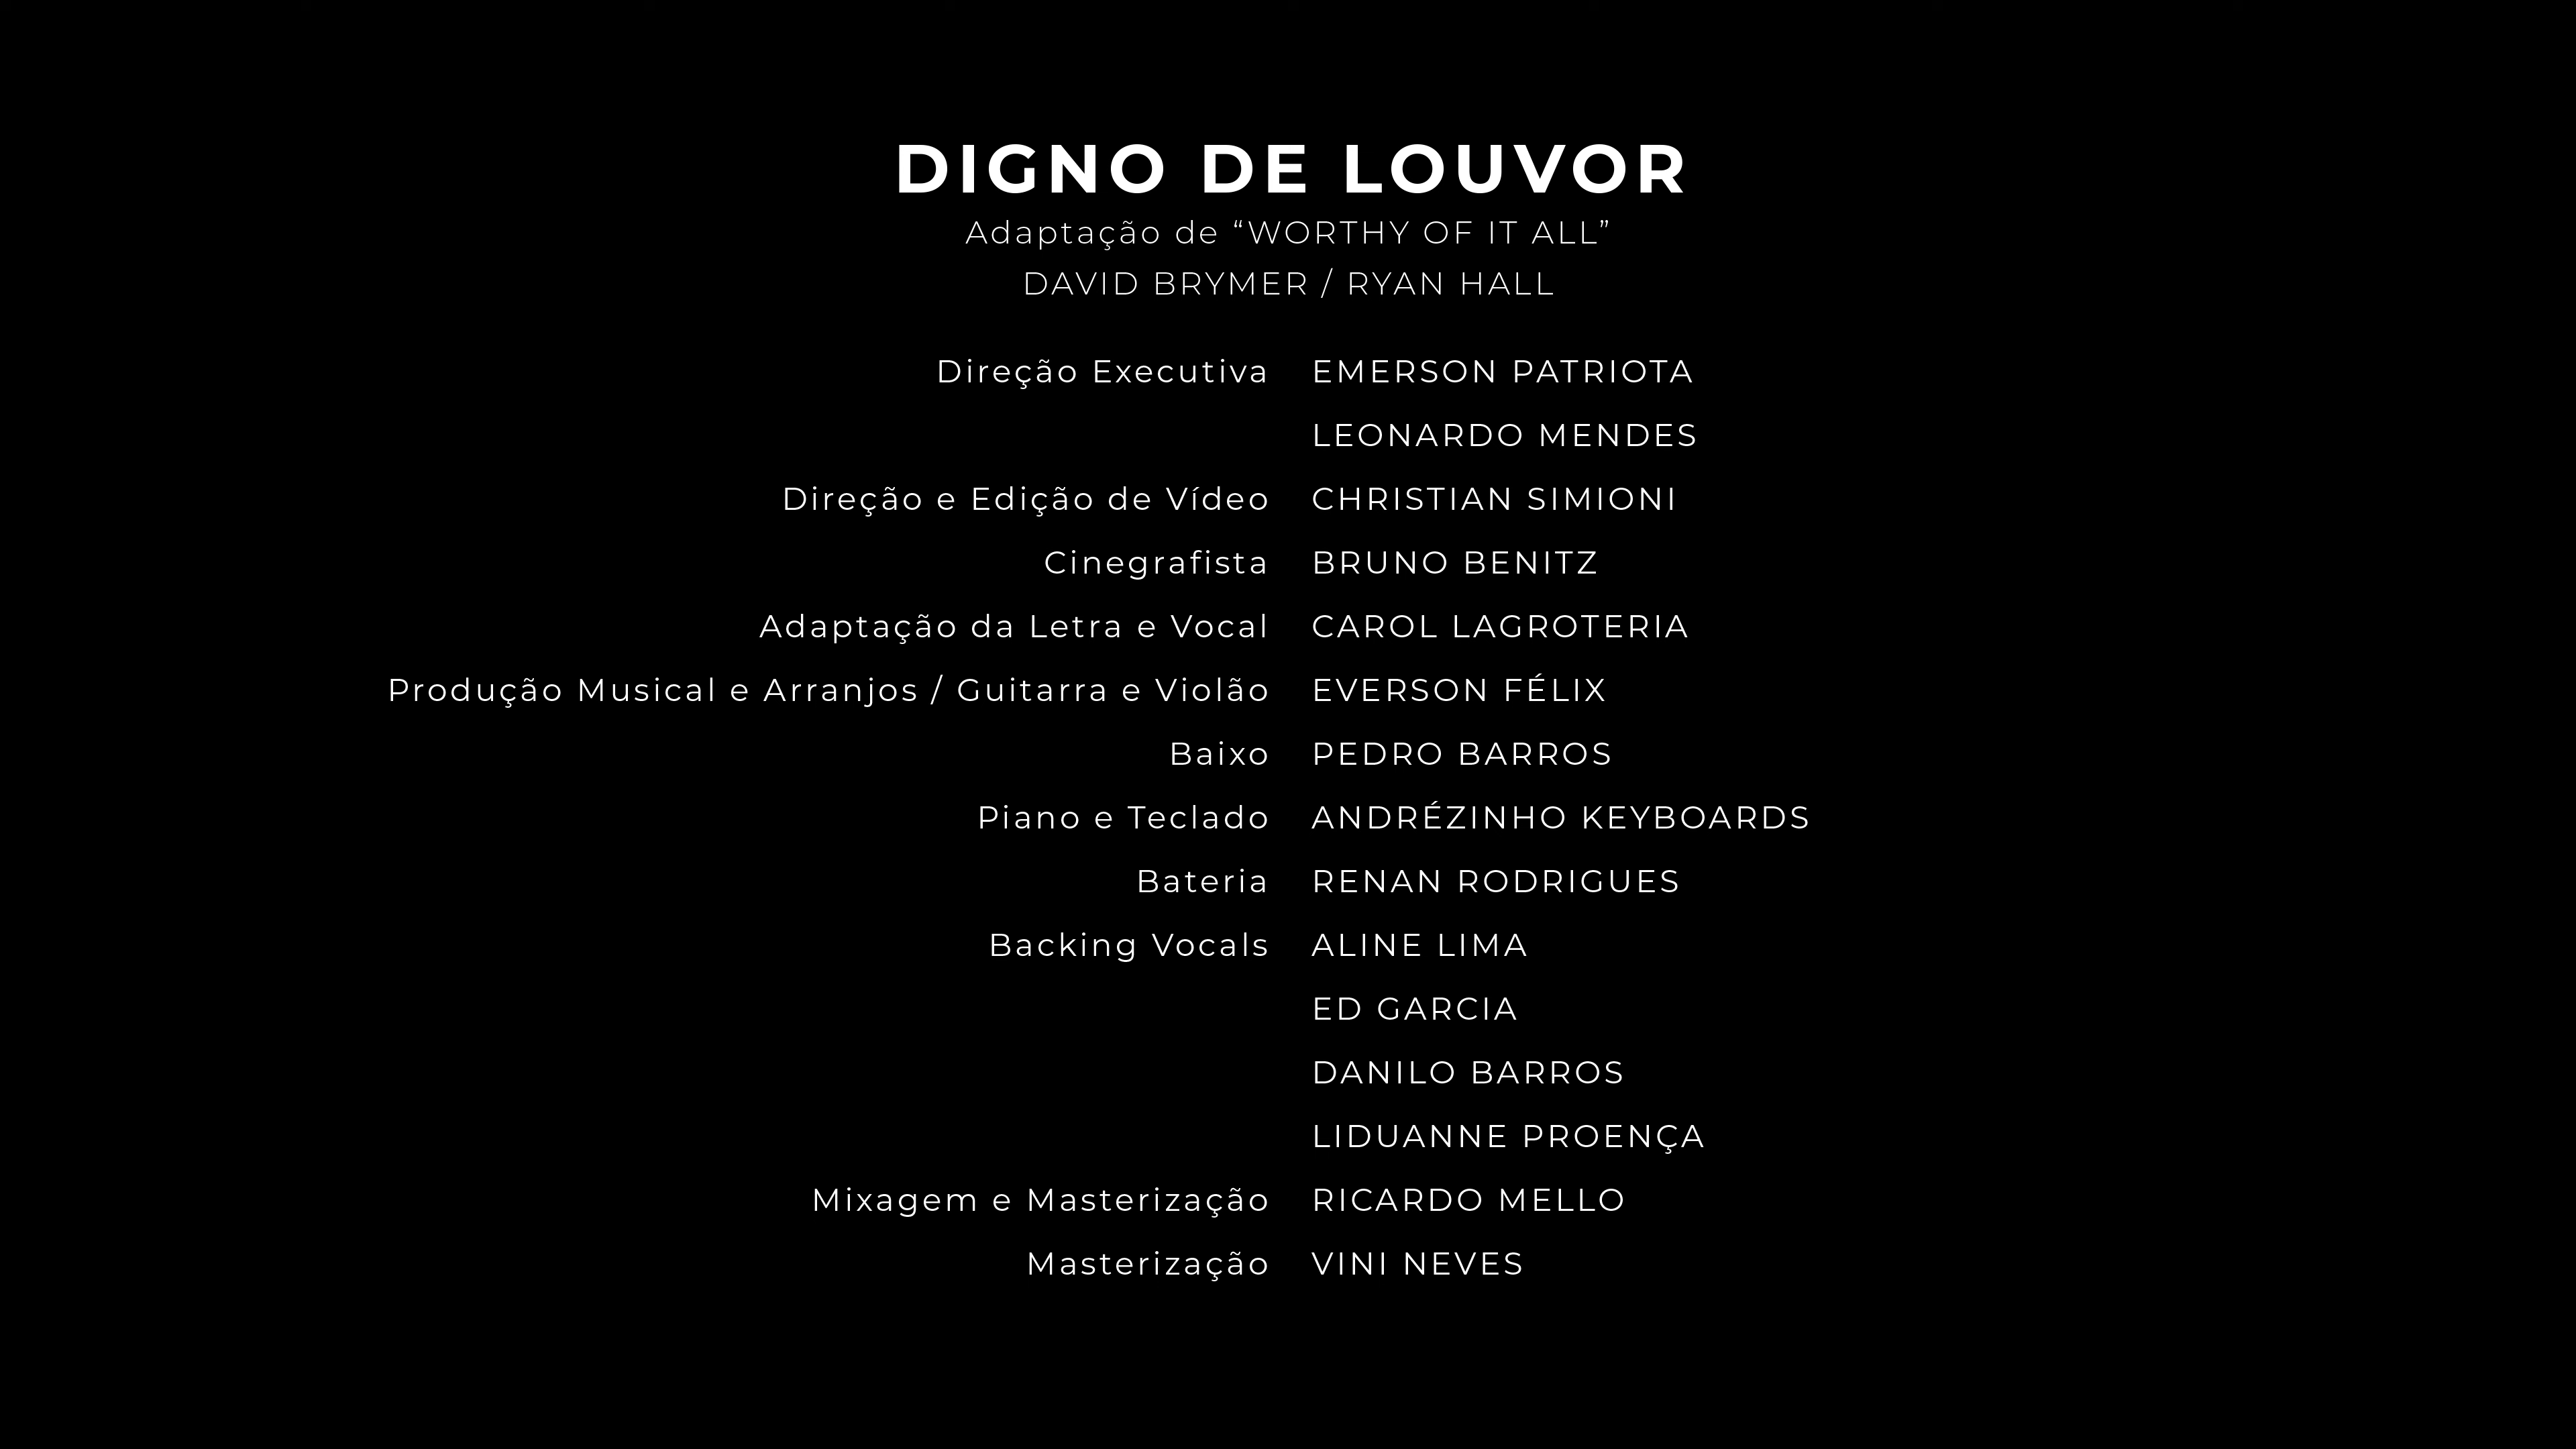 DIGNO DE LOUVOR
Adaptação de “WORTHY OF IT ALL”
DAVID BRYMER / RYAN HALL
Direção Executiva EMERSON PATRIOTA
LEONARDO MENDES
Direção e Edição de Vídeo CHRISTIAN SIMIONI
Cinegrafista BRUNO BENITZ
Adaptação da Letra e Vocal CAROL LAGROTERIA
Produção Musical e Arranjos / Guitarra e Violão EVERSON FÉLIX
Baixo PEDRO BARROS
Piano e Teclado ANDRÉZINHO KEYBOARDS
Bateria RENAN RODRIGUES
Backing Vocals ALINE LIMA
ED GARCIA
DANILO BARROS
LIDUANNE PROENÇA
Mixagem e Masterização RICARDO MELLO
Masterização VINI NEVES